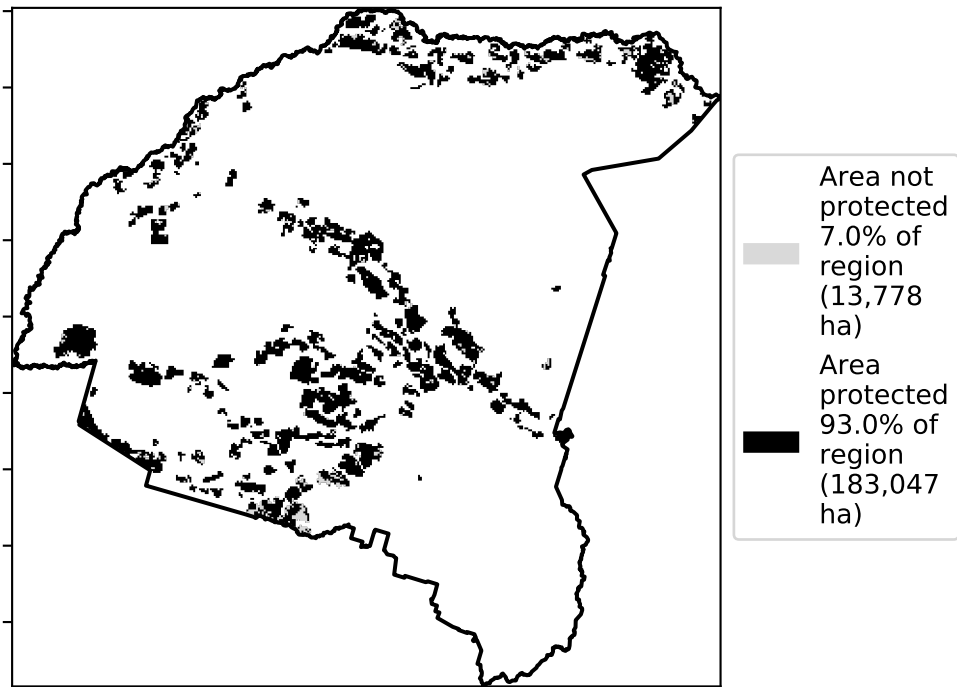 Area not
protected
7.0% of
region
(13,778
ha)
Area
protected
93.0% of
region
(183,047
ha)